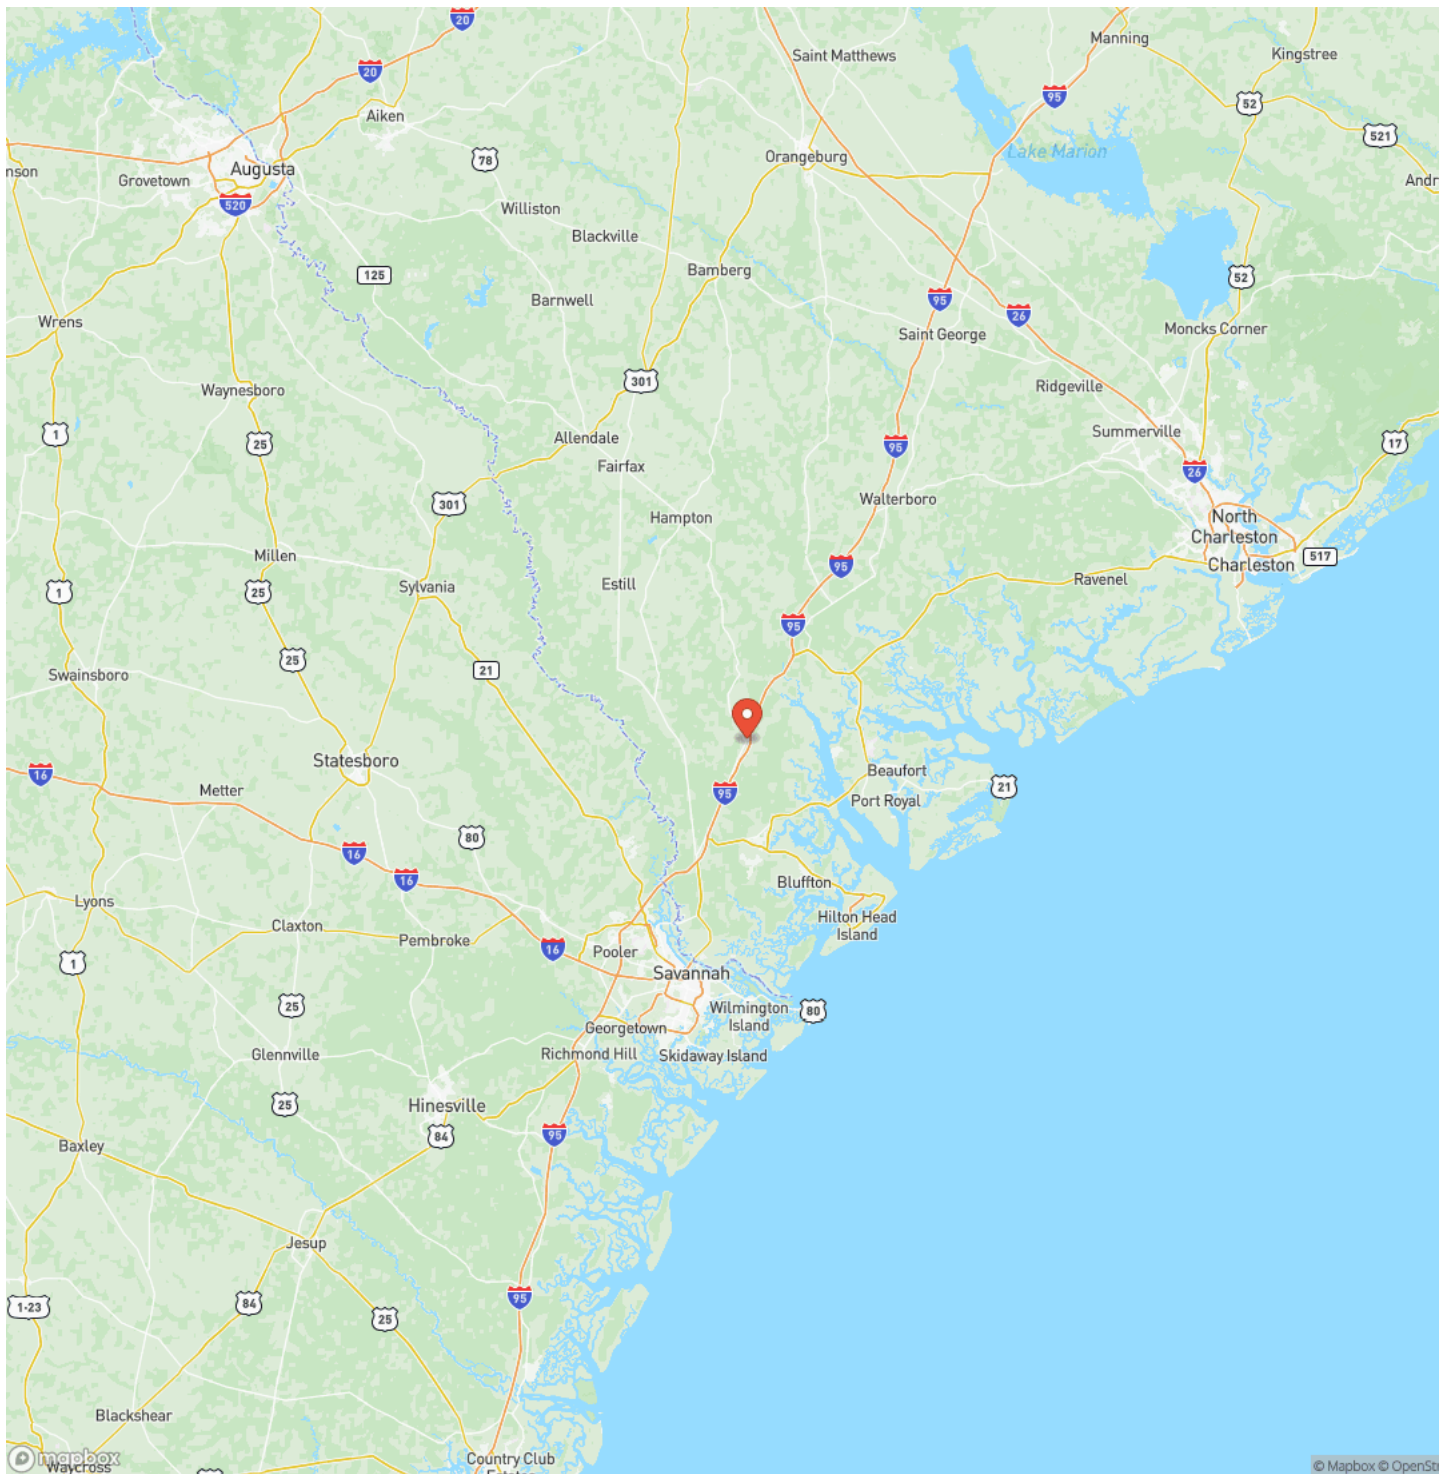 20
Saint Matthews
Manning
Kingstree
20
95
52
521
Aiken
Lake Marion
Orangeburg
78
Augusta
nson
Grovetown
Andr
520
Williston
Blackville
125
Bamberg
52
Barnwell
95
26
Wrens
Saint George
Moncks Corner
301
Ridgeville
Waynesboro
1
25
Allendale
95
Summerville
17
Fairfax
26
301
Walterboro
Hampton
North
Charleston
Millen
517
95
Charleston
1
25
Sylvania
Estill
Ravenel
95
25
21
Swainsboro
Statesboro
16
Beaufort
21
Metter
95
Port Royal
80
16
16
Bluffton
Lyons
Hilton Head
Island
Claxton
Pembroke
16
Pooler
1
Savannah
25
Wilmington
Island
80
Georgetown
Glennville
Richmond Hill
Skidaway Island
25
Hinesville
84
95
Baxley
Jesup
1-23
84
95
25
Blackshear
mapbox
Waycross
Country Club
Estates
© Mapbox © OpenStr